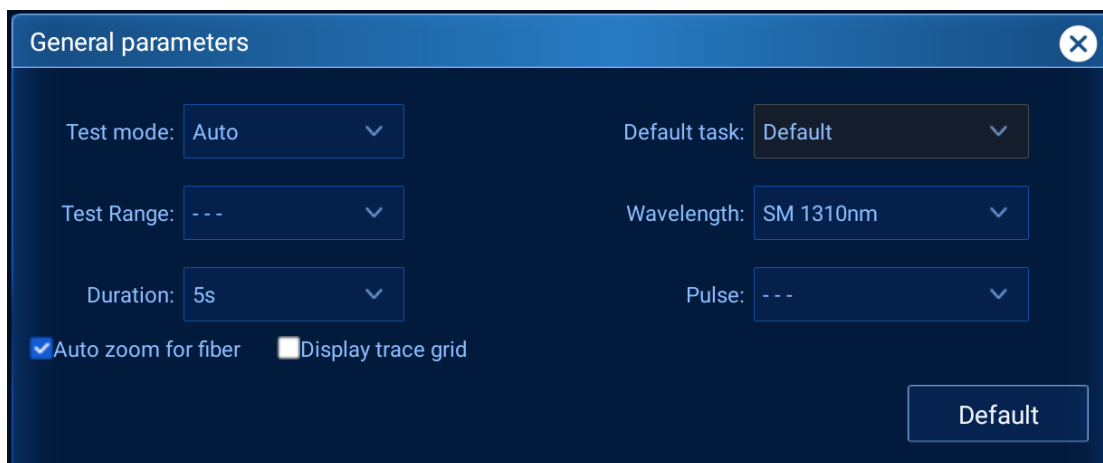 General parameters
Test mode: Auto
Default task: Default
Test Range: - - -
Wavelength: SM 1310nm
Duration: 5s
Pulse: - - -
Auto zoom for fiber
Display trace grid
Default